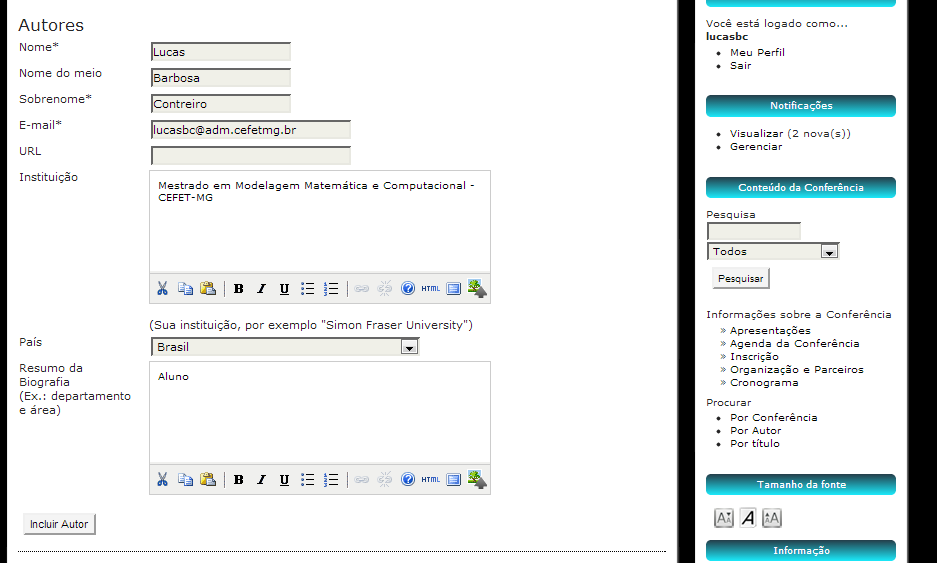 Autores
Nome*
Lucas
Nome do meio
Barbosa
Sobrenome*
Contreiro
E-mail*
lucasbc@adm.cefetmg.br
URL
Instituição
Mestrado em Modelagem Matemática e Computacional -
CEFET-MG
B I U
HTML
(Sua instituição, por exemplo "Simon Fraser University")
País
Brasil
Resumo da
Biografia
(Ex.: departamento
e área)
Aluno
B I U
HTML
Incluir Autor
Você está logado como...
lucasbc
Meu Perfil
Sair
Notificações
Visualizar (2 nova(s))
Gerenciar
Conteúdo da Conferência
Pesquisa
Todos
Pesquisar
Informações sobre a Conferência
» Apresentações
» Agenda da Conferência
» Inscrição
» Organização e Parceiros
» Cronograma
Procurar
Por Conferência
Por Autor
Por título
Tamanho da fonte
A A A
Informação